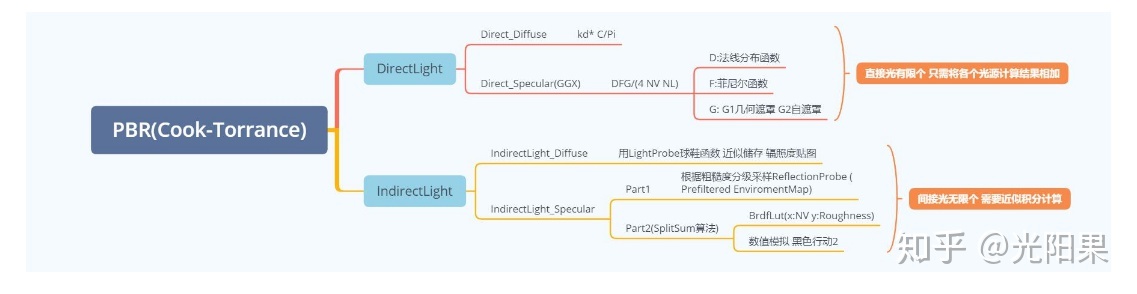 PBR(Cook-Torrance)
DirectLight
Direct_Diffuse kd* C/Pi
Direct_Specular(GGX) DFG/(4 NV NL)
D:法线分布函数
F:菲尼尔函数
G: G1几何遮罩 G2自遮罩
直接光有限个 只需将各个光源计算结果相加
IndirectLight
IndirectLight_Diffuse 用LightProbe球鞋函数 近似储存 辐照度贴图
IndirectLight_Specular
Part1
根据粗糙度分级采样ReflectionProbe (
Prefiltered EnviromentMap)
Part2(SplitSum算法)
BrdfLut(x:NV y:Roughness)
数值模拟 黑色行动2
间接光无限个 需要近似积分计算
知乎 @光阳果